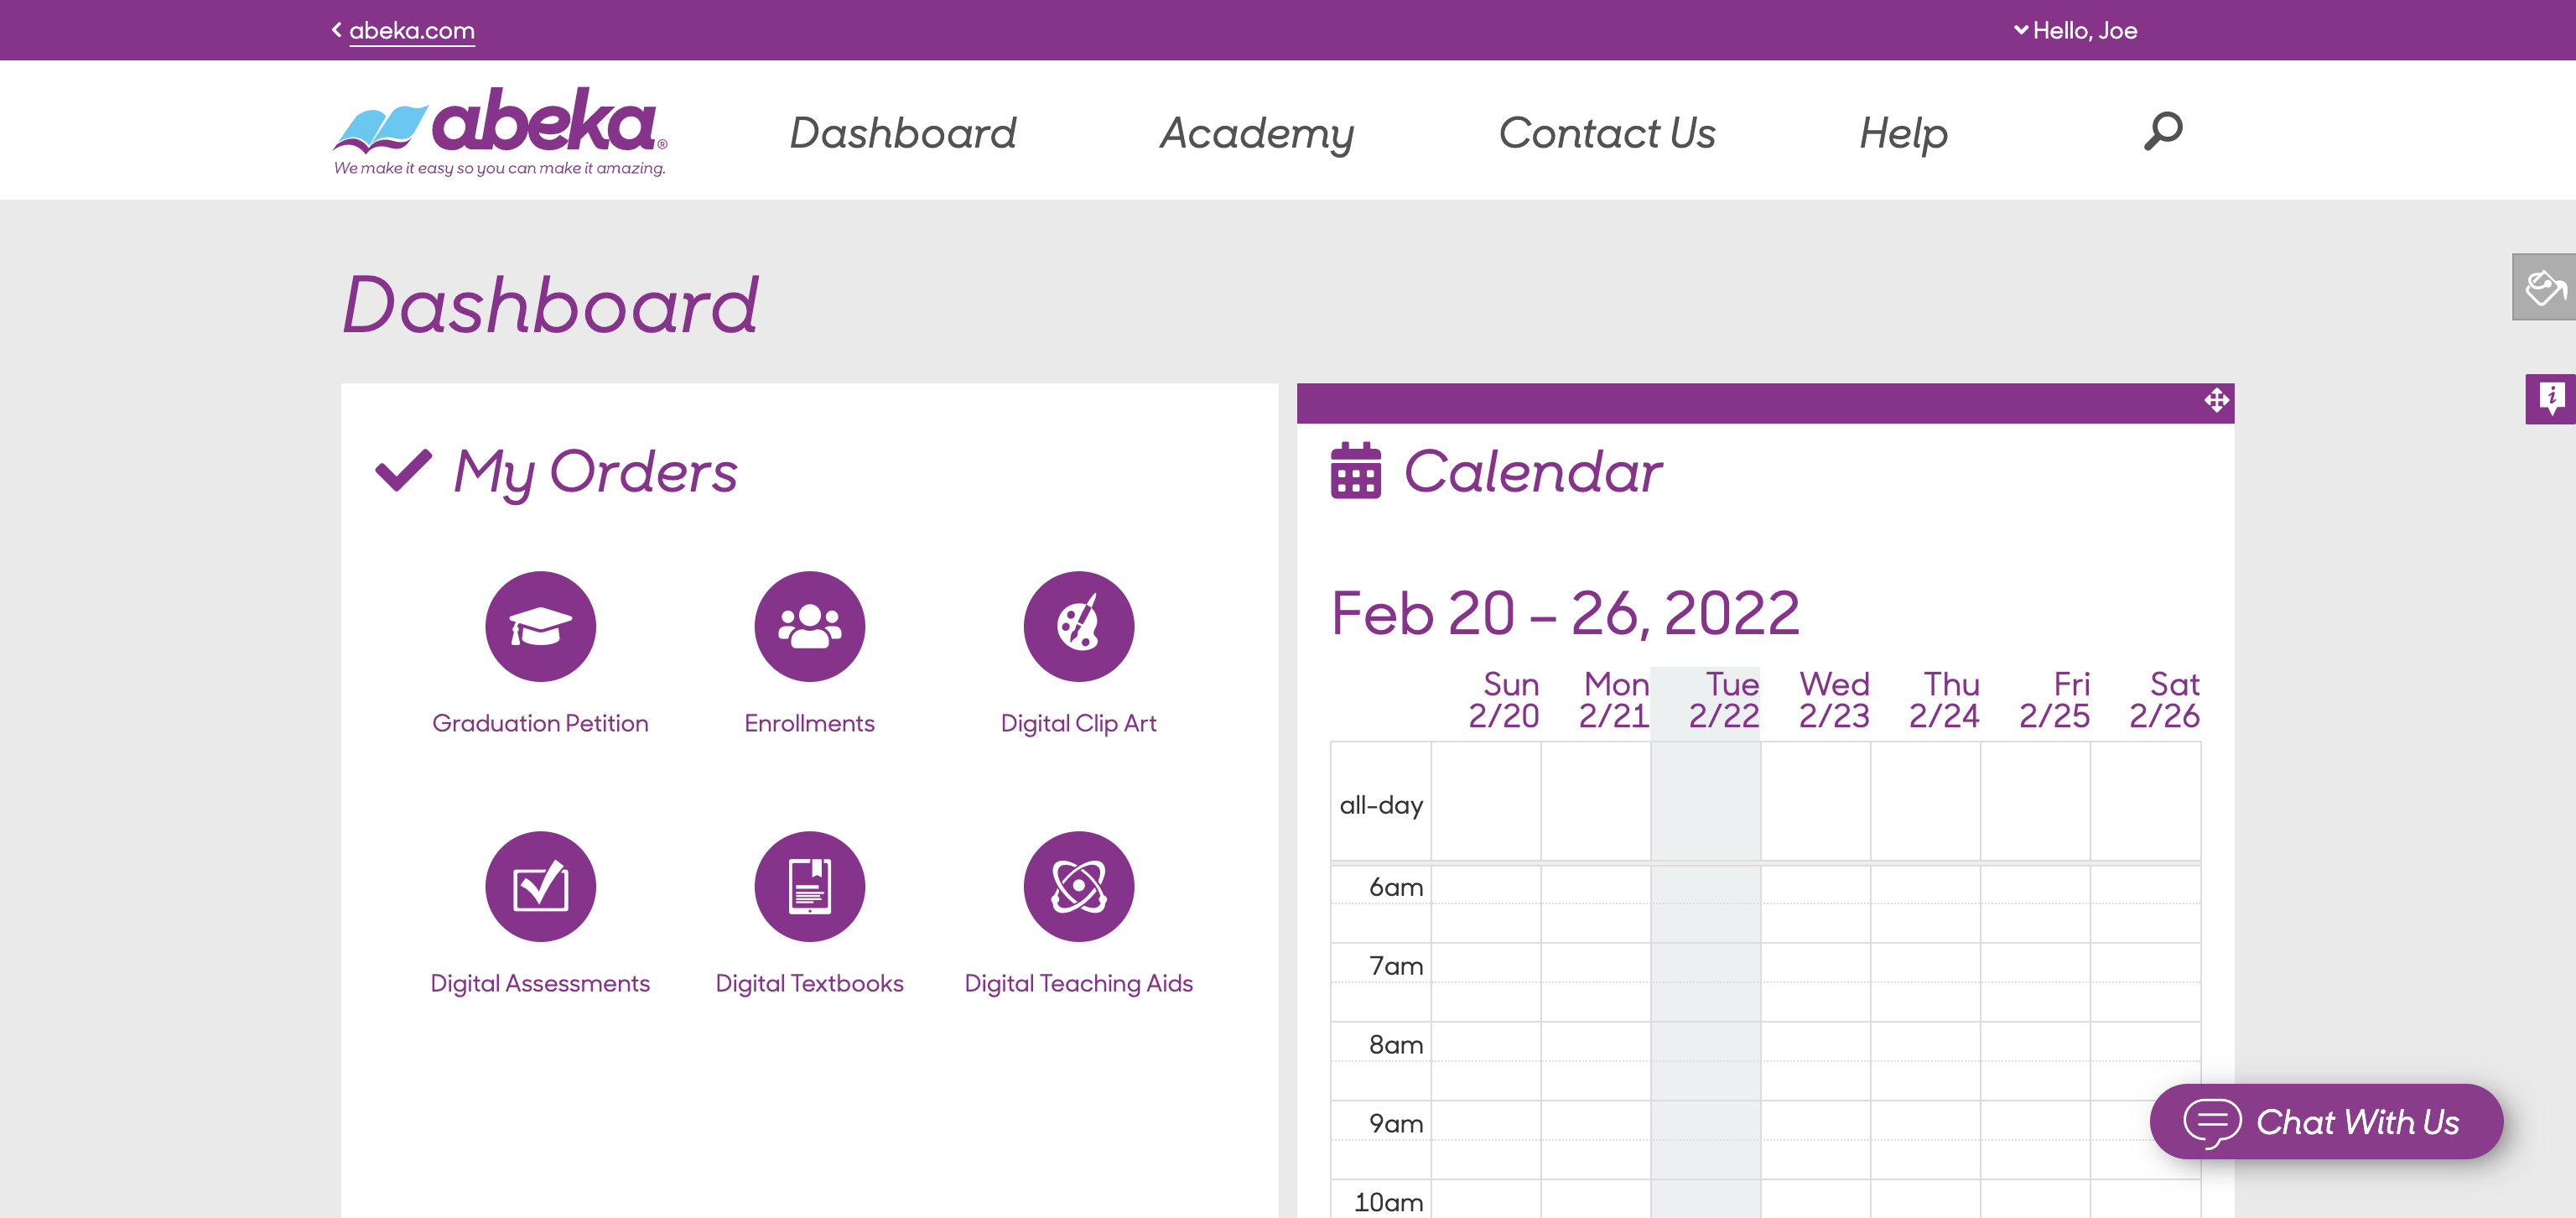 abeka.com
Hello, Joe
abeka®
We make it easy so you can make it amazing.
Dashboard
Academy
Contact Us
Help
Dashboard
My Orders
Graduation Petition
Enrollments
Digital Clip Art
Digital Assessments
Digital Textbooks
Digital Teaching Aids
Calendar
Feb 20 – 26, 2022
Sun 2/20
Mon 2/21
Tue 2/22
Wed 2/23
Thu 2/24
Fri 2/25
Sat 2/26
all-day
6am
7am
8am
9am
10am
Chat With Us